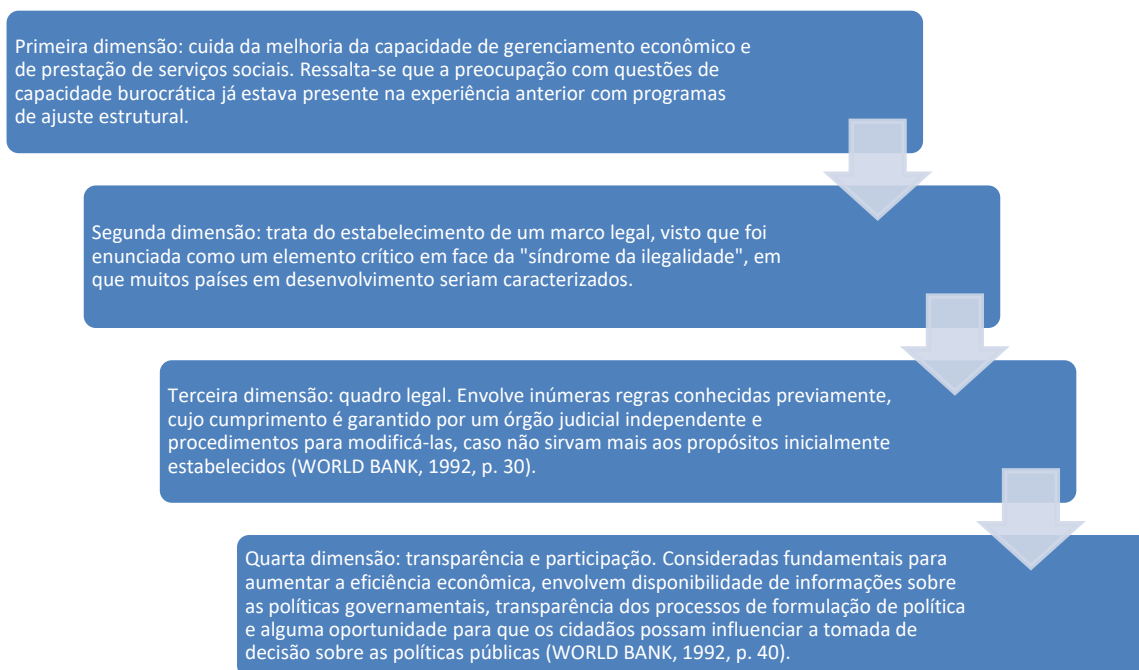 Primeira dimensão: cuida da melhoria da capacidade de gerenciamento econômico e
de prestação de serviços sociais. Ressalta-se que a preocupação com questões de
capacidade burocrática já estava presente na experiência anterior com programas
de ajuste estrutural.
Segunda dimensão: trata do estabelecimento de um marco legal, visto que foi
enunciada como um elemento crítico em face da "síndrome da ilegalidade", em
que muitos países em desenvolvimento seriam caracterizados.
Terceira dimensão: quadro legal. Envolve inúmeras regras conhecidas previamente,
cujo cumprimento é garantido por um órgão judicial independente e
procedimentos para modificá-las, caso não sirvam mais aos propósitos inicialmente
estabelecidos (WORLD BANK, 1992, p. 30).
Quarta dimensão: transparência e participação. Consideradas fundamentais para
aumentar a eficiência econômica, envolvem disponibilidade de informações sobre
as políticas governamentais, transparência dos processos de formulação de política
e alguma oportunidade para que os cidadãos possam influenciar a tomada de
decisão sobre as políticas públicas (WORLD BANK, 1992, p. 40).